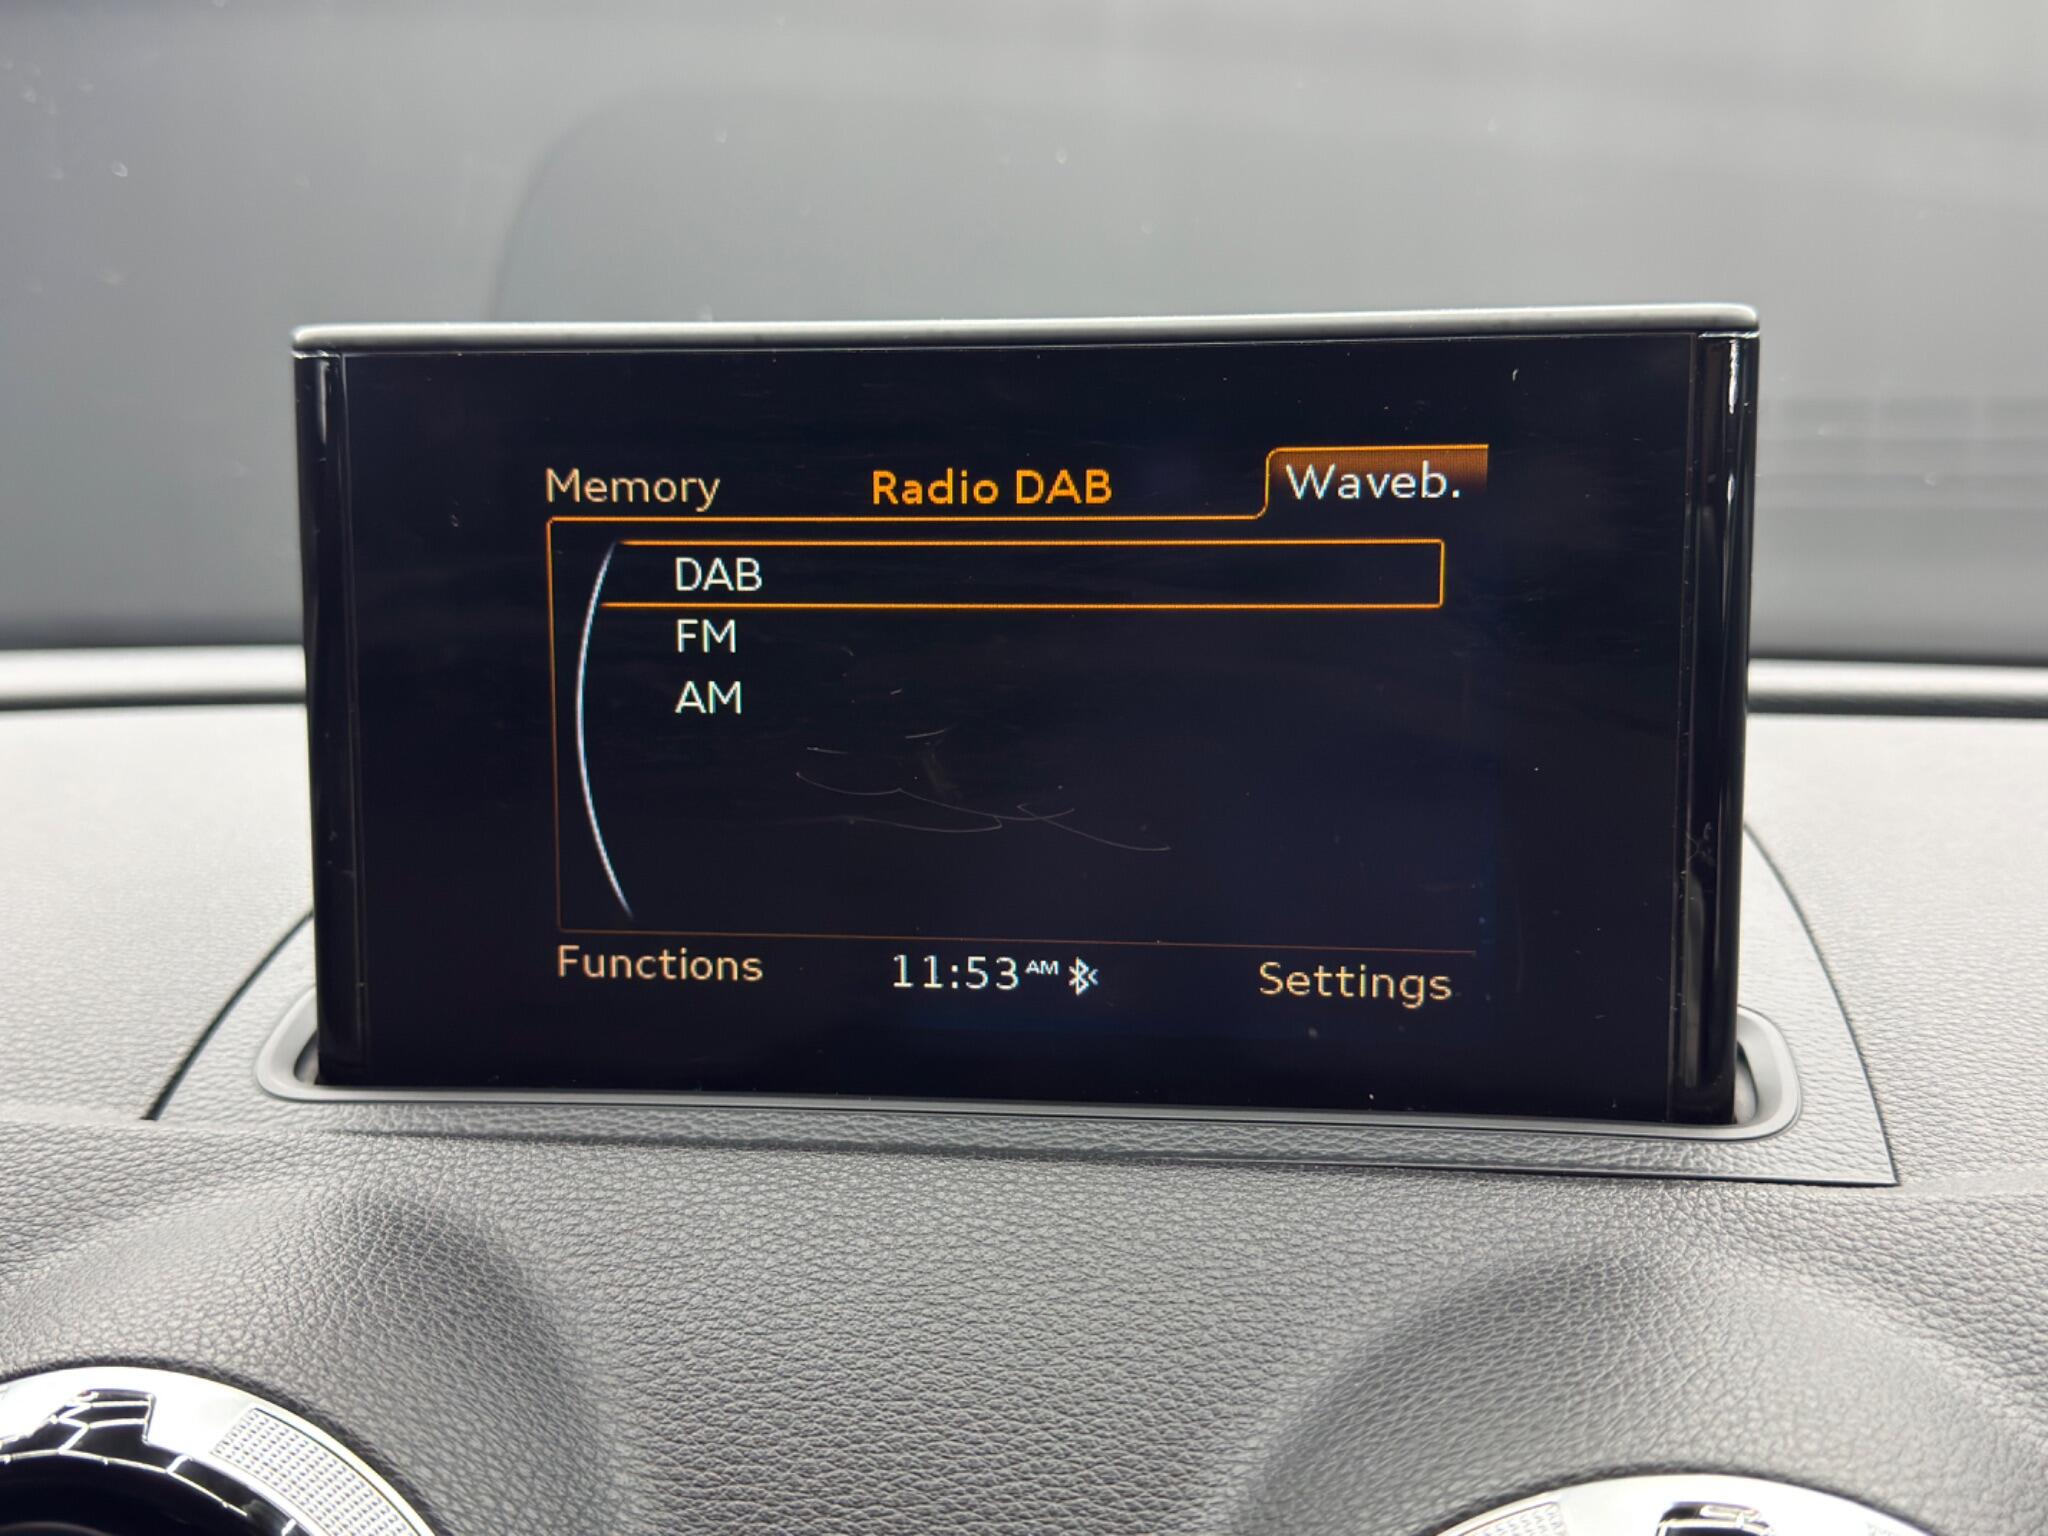 Memory Radio DAB Waveb.
DAB
FM
AM
Functions 11:53 AM Settings